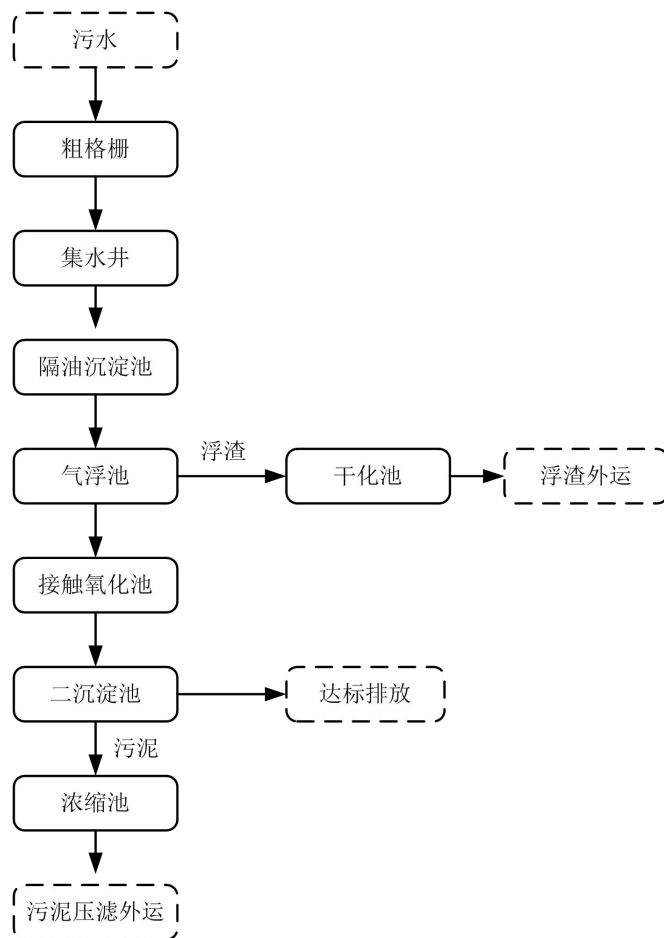 污水
粗格栅
集水井
隔油沉淀池
浮渣
气浮池
干化池
浮渣外运
接触氧化池
二沉淀池
达标排放
污泥
浓缩池
污泥压滤外运